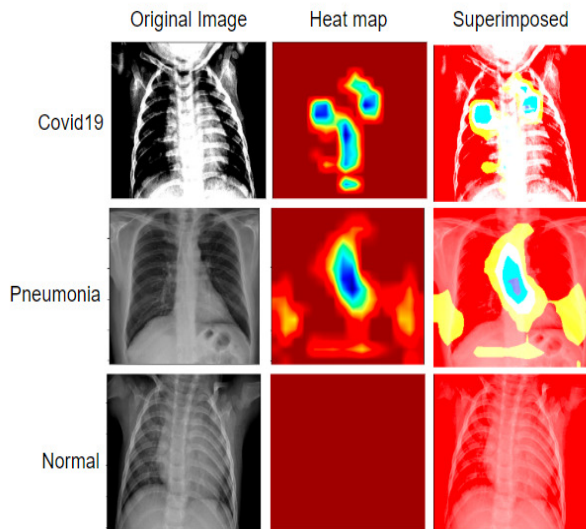 Original Image
Heat map
Superimposed
Covid19
Pneumonia
Normal